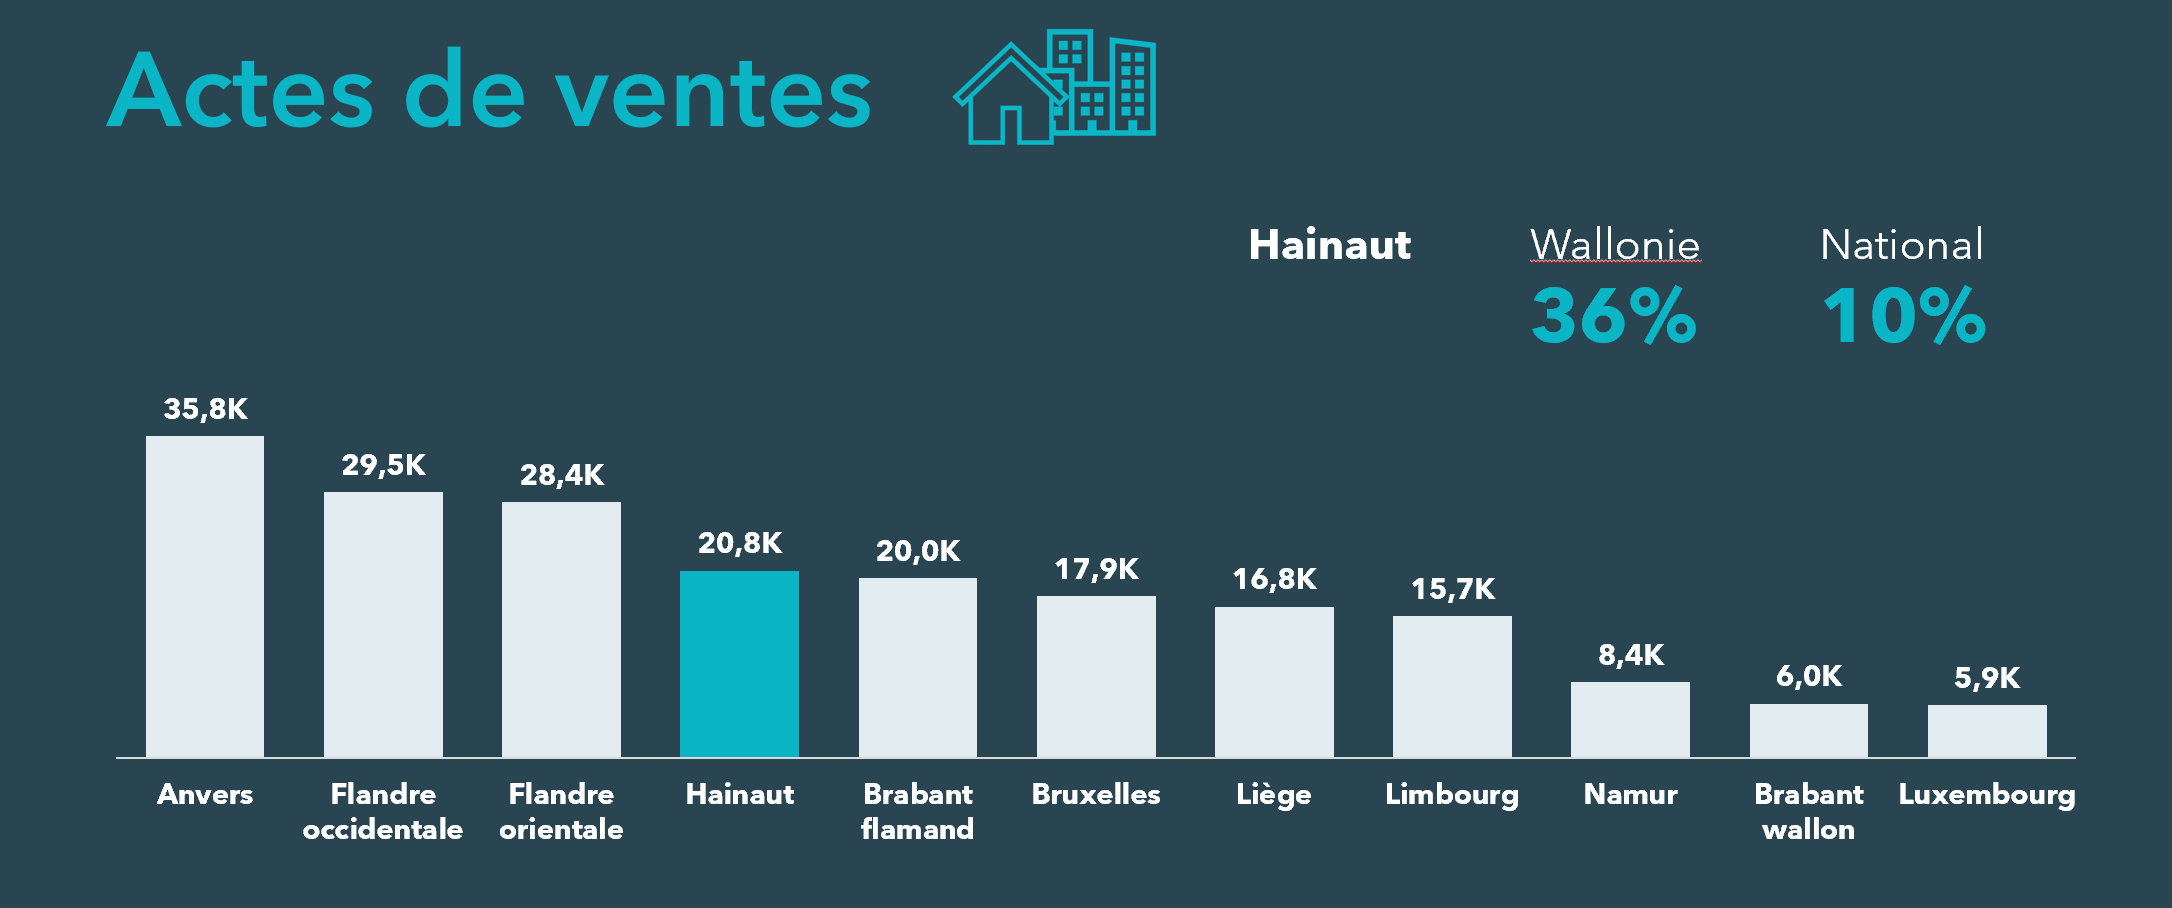 Actes de ventes
Hainaut
Wallonie
National
36%
10%
35,8K
29,5K
28,4K
20,8K
20,0K
17,9K
16,8K
15,7K
8,4K
6,0K
5,9K
Anvers
Flandre
occidentale
Flandre
orientale
Hainaut
Brabant
flamand
Bruxelles
Liège
Limbourg
Namur
Brabant
wallon
Luxembourg